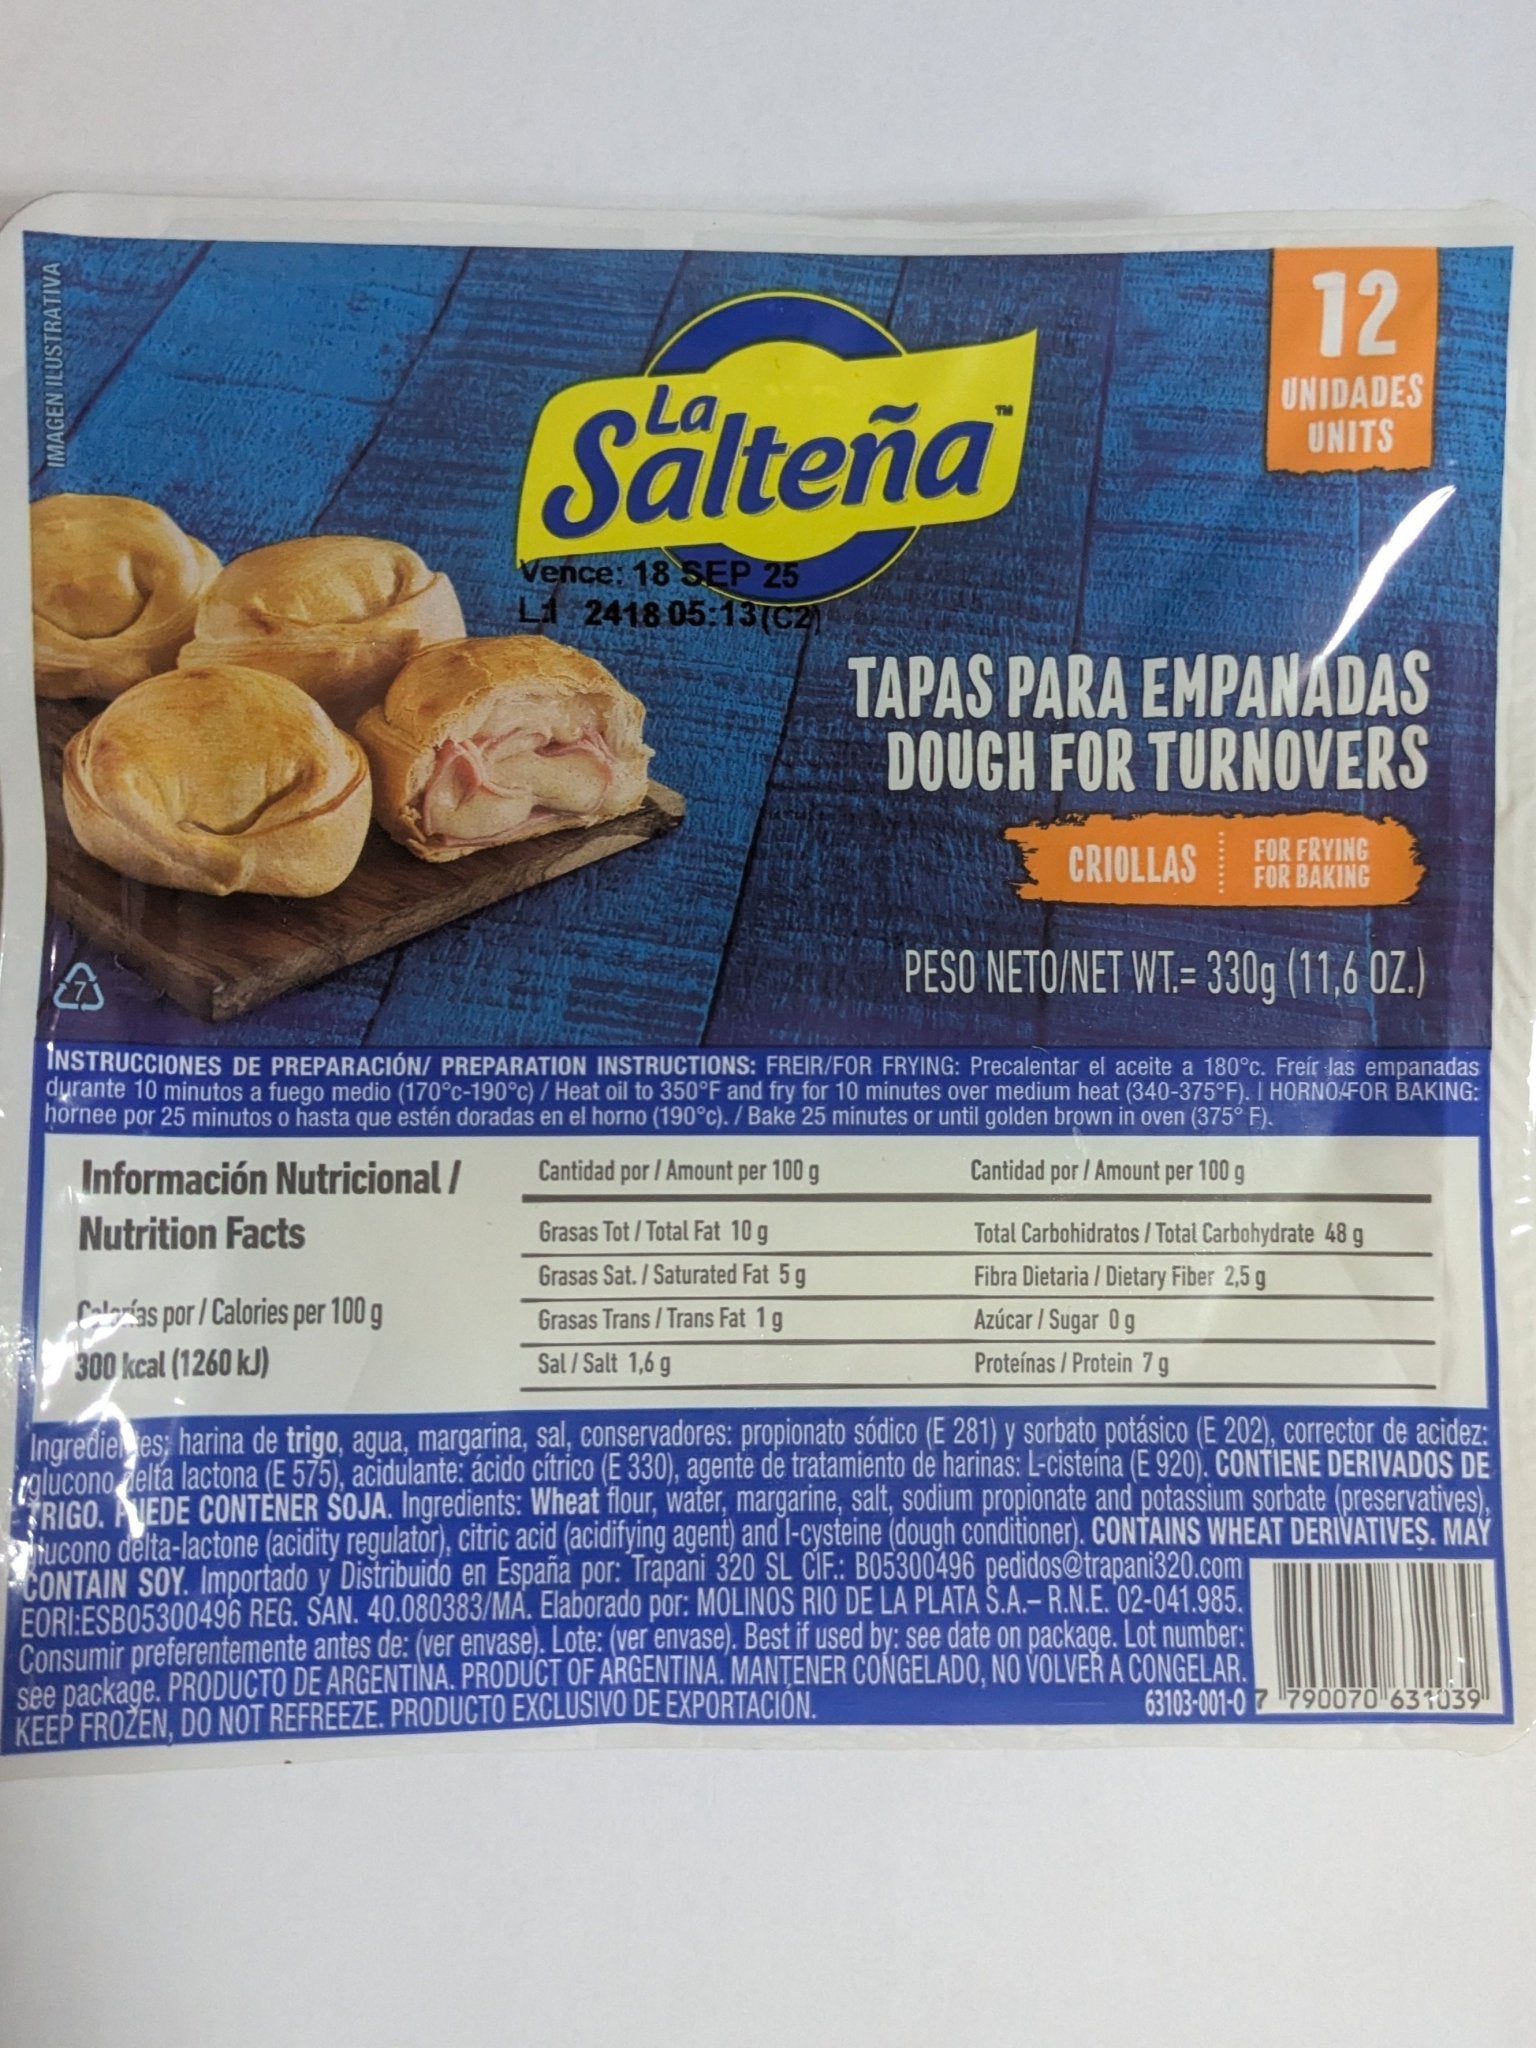 IMAGEN ILUSTRATIVA
12
UNIDADES
UNITS
La
Salteña™
Vence: 18 SEP 25
L:1 2418 05:13(C2)
TAPAS PARA EMPANADAS
DOUGH FOR TURNOVERS
CRIOLLAS
FOR FRYING
FOR BAKING
PESO NETO/NET WT.= 330g (11,6 OZ.)
7
INSTRUCCIONES DE PREPARACIÓN/ PREPARATION INSTRUCTIONS: FREIR/FOR FRYING: Precalentar el aceite a 180°c. Freír las empanadas
durante 10 minutos a fuego medio (170°c-190°c) / Heat oil to 350°F and fry for 10 minutes over medium heat (340-375°F). | HORNO/FOR BAKING:
hornee por 25 minutos o hasta que estén doradas en el horno (190°c). / Bake 25 minutes or until golden brown in oven (375° F).
Información Nutricional /
Nutrition Facts
Calorías por / Calories per 100 g
300 kcal (1260 kJ)
Cantidad por / Amount per 100 g
Grasas Tot / Total Fat 10 g
Grasas Sat. / Saturated Fat 5 g
Grasas Trans / Trans Fat 1 g
Sal / Salt 1,6 g
Cantidad por / Amount per 100 g
Total Carbohidratos / Total Carbohydrate 48 g
Fibra Dietaria / Dietary Fiber 2,5 g
Azúcar / Sugar 0 g
Proteínas / Protein 7 g
Ingredientes: harina de trigo, agua, margarina, sal, conservadores: propionato sódico (E 281) y sorbato potásico (E 202), corrector de acidez:
glucono delta lactona (E 575), acidulante: ácido cítrico (E 330), agente de tratamiento de harinas: L-cisteína (E 920). CONTIENE DERIVADOS DE
TRIGO. PUEDE CONTENER SOJA. Ingredients: Wheat flour, water, margarine, salt, sodium propionate and potassium sorbate (preservatives),
glucono delta-lactone (acidity regulator), citric acid (acidifying agent) and l-cysteine (dough conditioner). CONTAINS WHEAT DERIVATIVES. MAY
CONTAIN SOY. Importado y Distribuido en España por: Trapani 320 SL CIF.: B05300496 pedidos@trapani320.com
EORI:ESB05300496 REG. SAN. 40.080383/MA. Elaborado por: MOLINOS RIO DE LA PLATA S.A.– R.N.E. 02-041.985.
Consumir preferentemente antes de: (ver envase). Lote: (ver envase). Best if used by: see date on package. Lot number:
see package. PRODUCTO DE ARGENTINA. PRODUCT OF ARGENTINA. MANTENER CONGELADO, NO VOLVER A CONGELAR.
KEEP FROZEN, DO NOT REFREEZE. PRODUCTO EXCLUSIVO DE EXPORTACIÓN.
63103-001-0
7 790070 631039